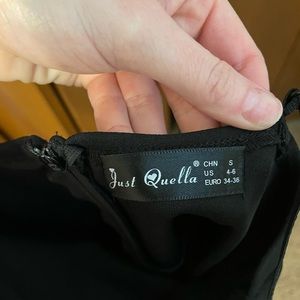 Just Quella®
CHN S
US 4-6
EURO 34-36